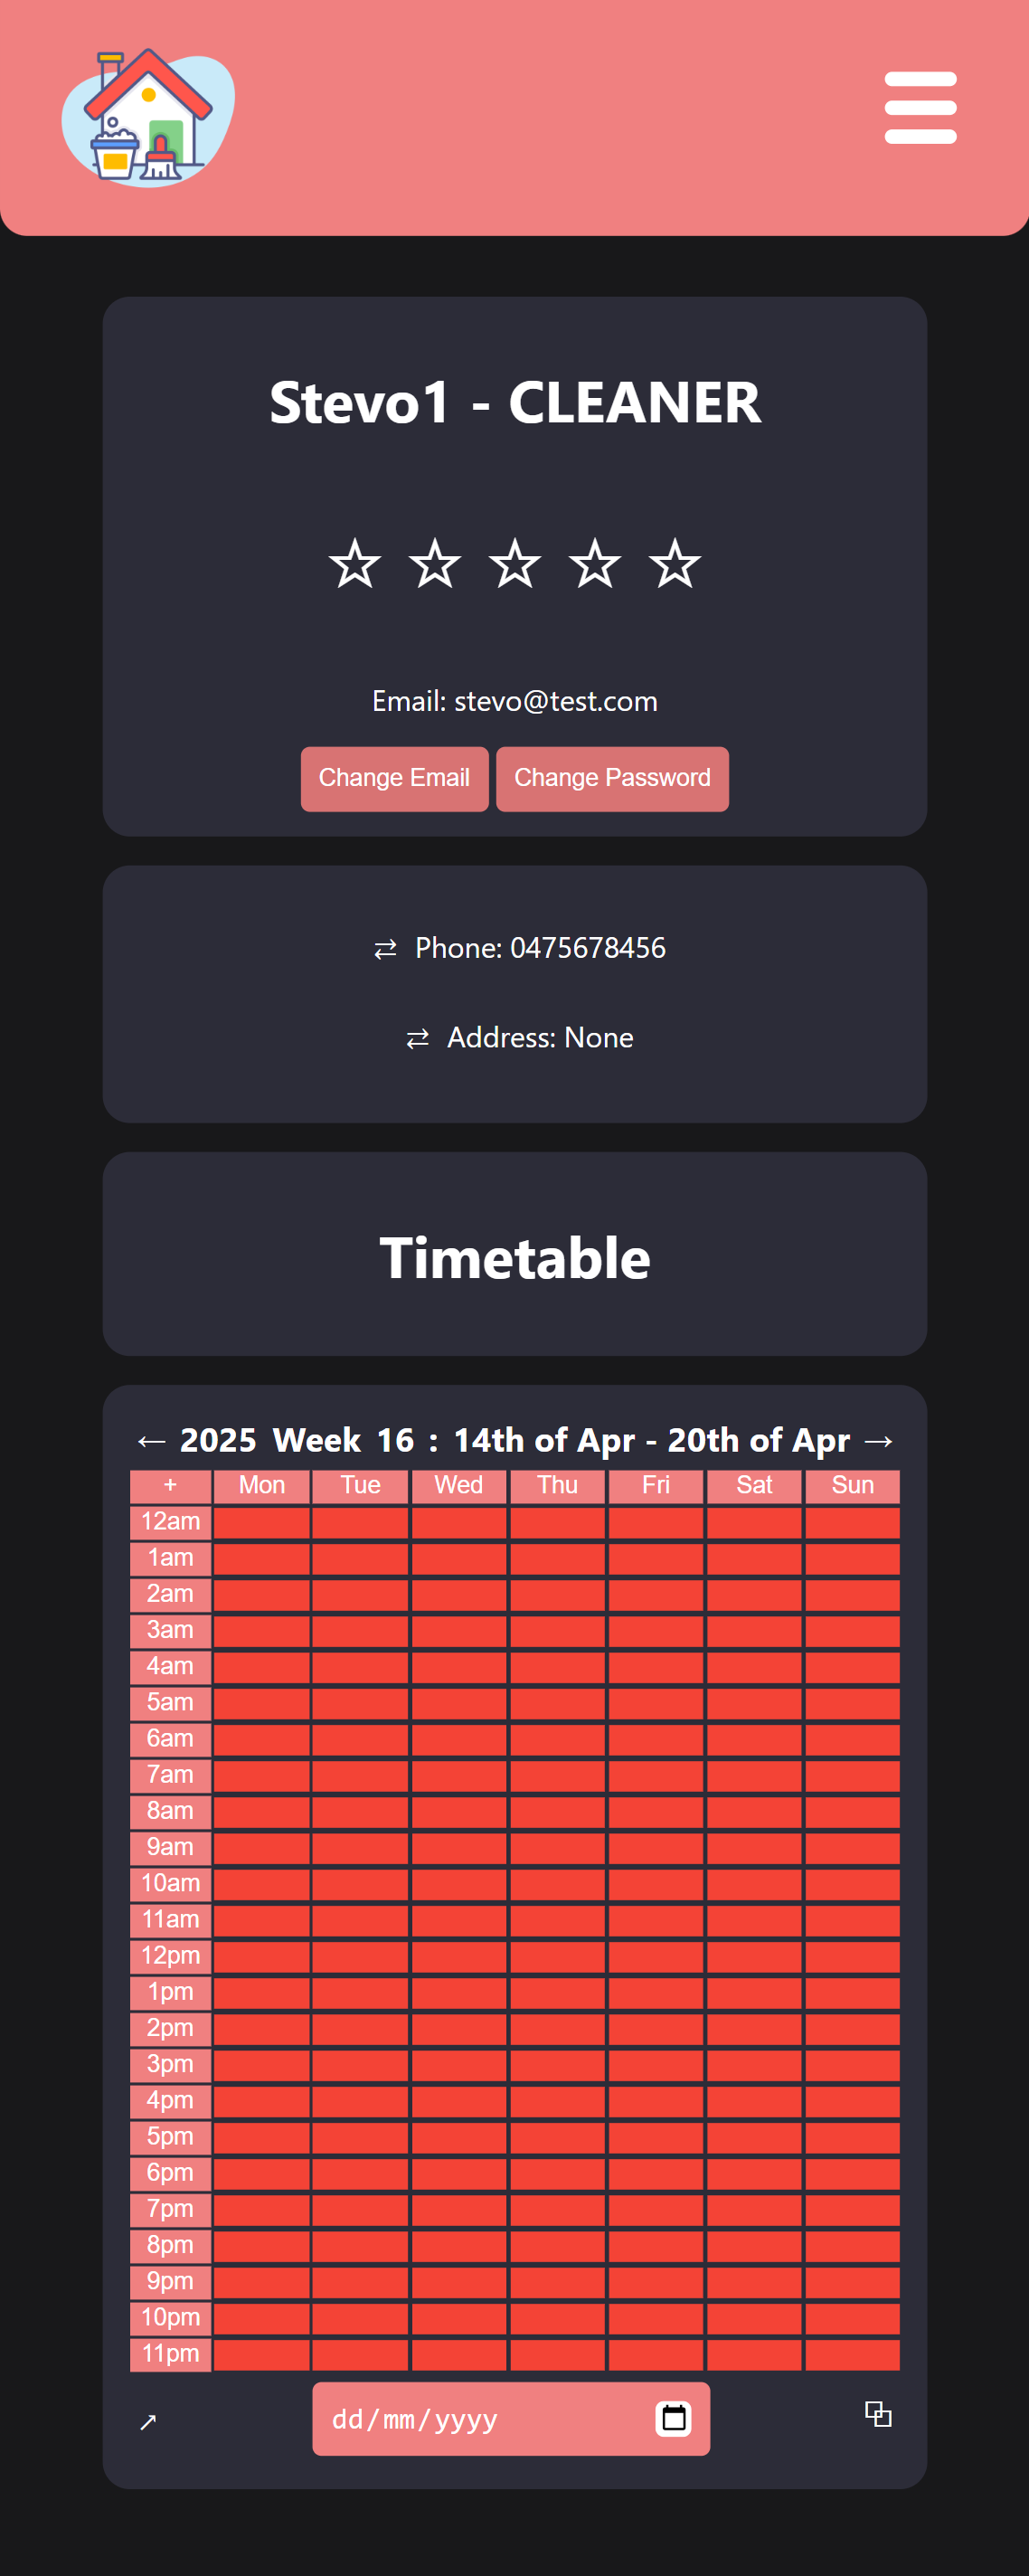 Stevo1 - CLEANER
☆ ☆ ☆ ☆ ☆
Email: stevo@test.com
Change Email Change Password
⇄ Phone: 0475678456
⇄ Address: None
Timetable
← 2025 Week 16 : 14th of Apr - 20th of Apr →
+ Mon Tue Wed Thu Fri Sat Sun
12am
1am
2am
3am
4am
5am
6am
7am
8am
9am
10am
11am
12pm
1pm
2pm
3pm
4pm
5pm
6pm
7pm
8pm
9pm
10pm
11pm
↗ dd/mm/yyyy